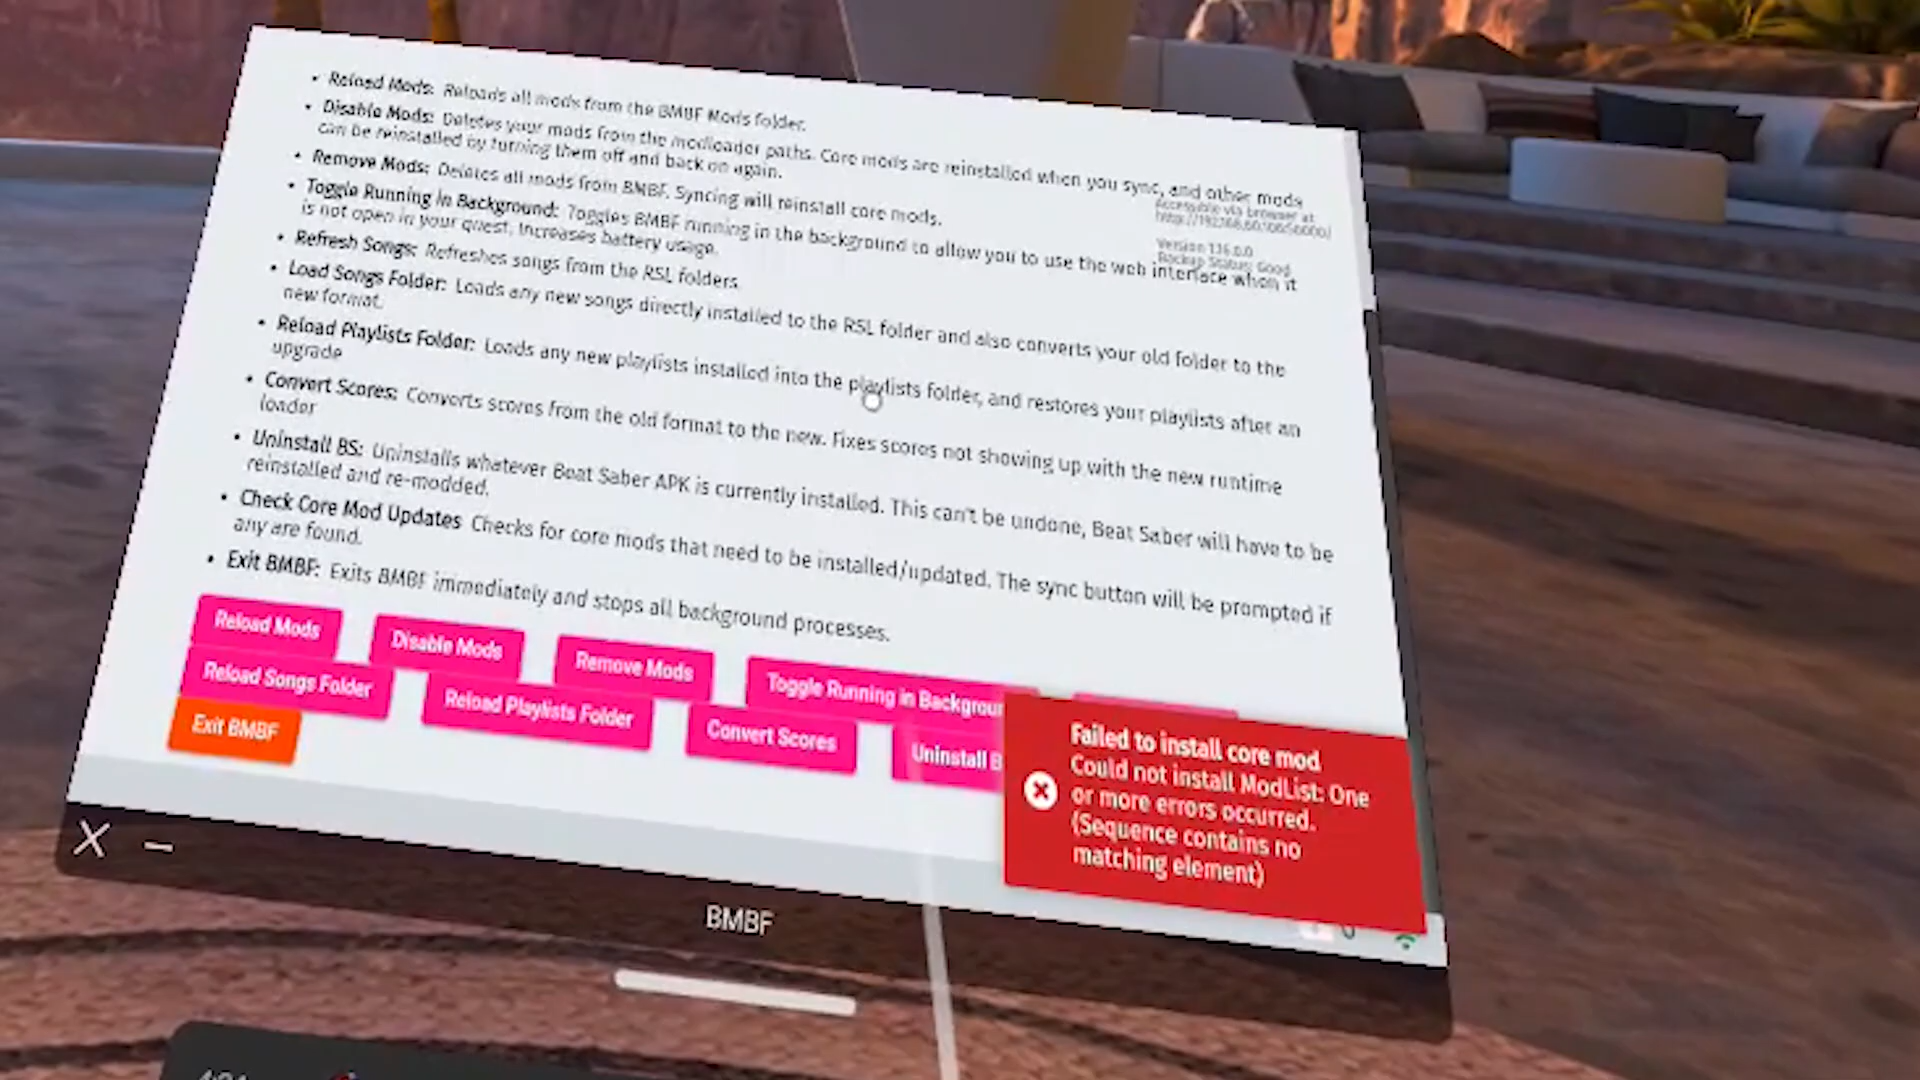 • Reload Mods: Reloads all mods from the BMBF Mods folder.
• Disable Mods: Deletes your mods from the modloader paths. Core mods are reinstalled when you sync, and other mods
can be reinstalled by turning them off and back on again.
• Remove Mods: Deletes all mods from BMBF. Syncing will reinstall core mods.
• Toggle Running in Background: Toggles BMBF running in the background to allow you to use the web interface when it
is not open in your quest. Increases battery usage.
• Refresh Songs: Refreshes songs from the RSL folders.
• Load Songs Folder: Loads any new songs directly installed to the RSL folder and also converts your old folder to the
new format.
• Reload Playlists Folder: Loads any new playlists installed into the playlists folder, and restores your playlists after an
upgrade
• Convert Scores: Converts scores from the old format to the new. Fixes scores not showing up with the new runtime
loader
• Uninstall BS: Uninstalls whatever Beat Saber APK is currently installed. This can't be undone, Beat Saber will have to be
reinstalled and re-modded.
• Check Core Mod Updates Checks for core mods that need to be installed/updated. The sync button will be prompted if
any are found.
• Exit BMBF: Exits BMBF immediately and stops all background processes.
Accessible via browser at
Backup Status: Good
Reload Mods
Disable Mods
Remove Mods
Toggle Running in Backgroun
Reload Songs Folder
Reload Playlists Folder
Convert Scores
Uninstall B
Exit BMBF
Failed to install core mod
Could not install ModList: One
or more errors occurred.
(Sequence contains no
matching element)
BMBF